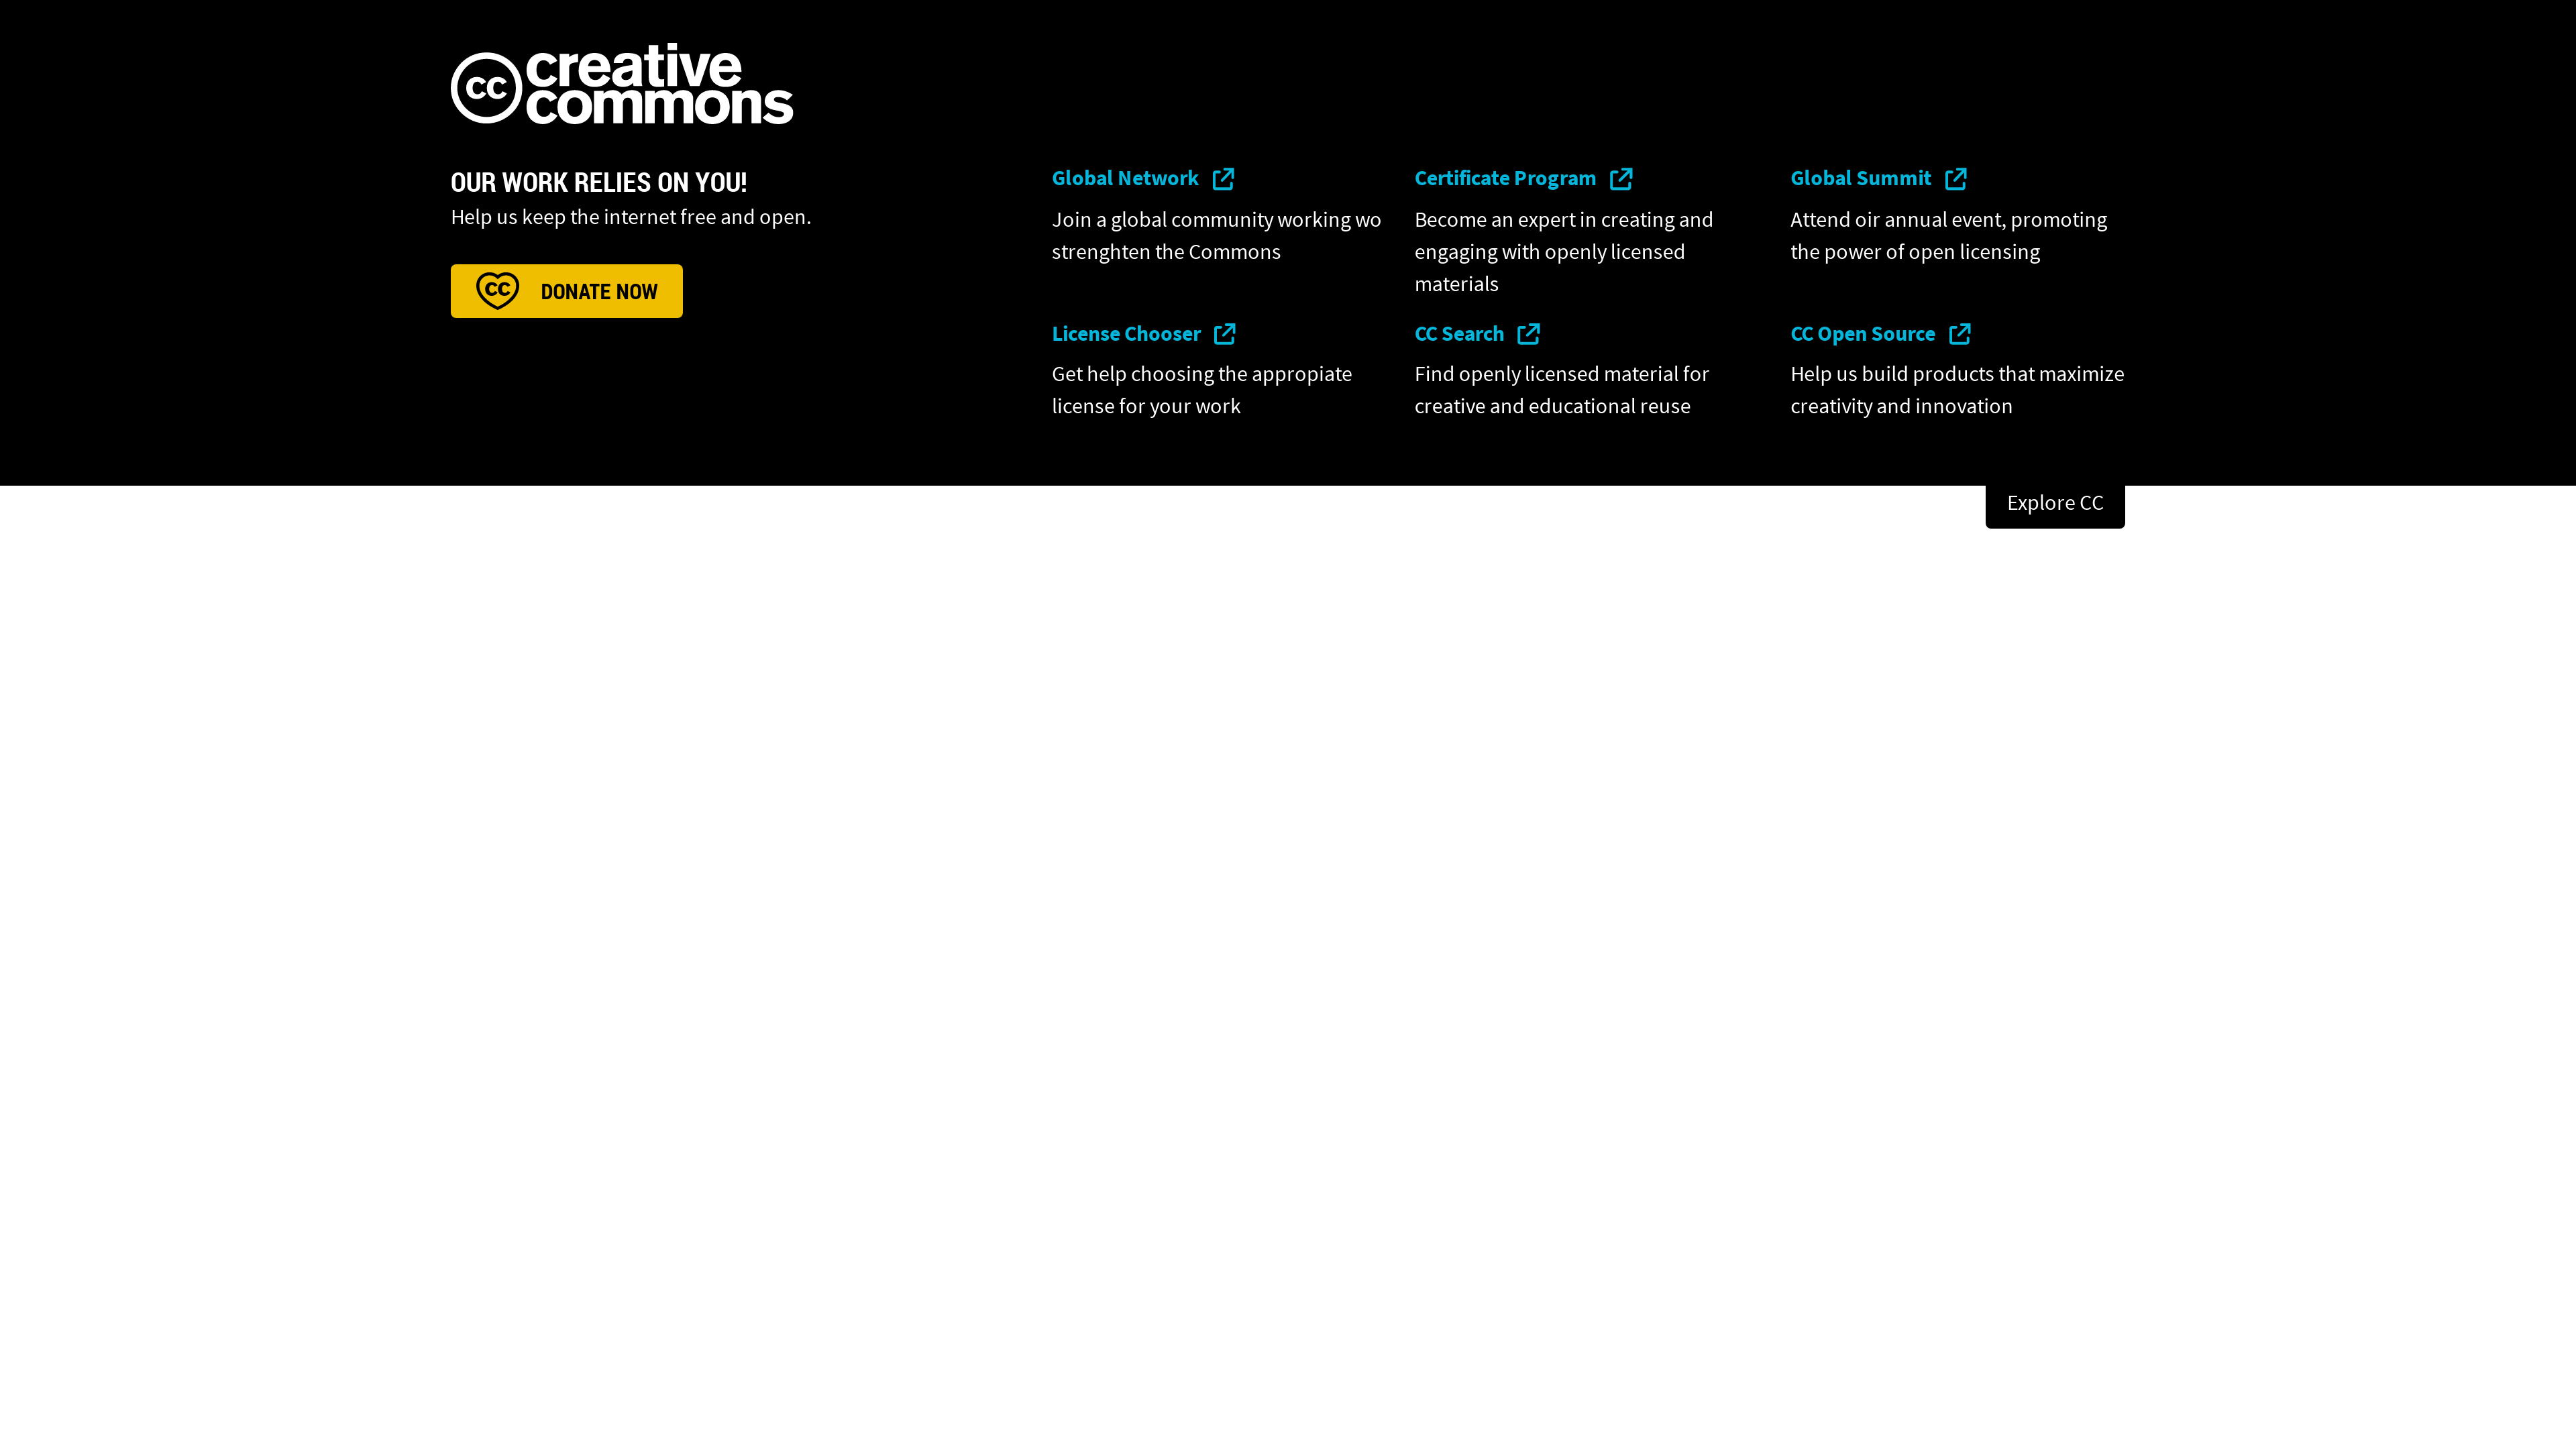 cc creative
commons
OUR WORK RELIES ON YOU!
Help us keep the internet free and open.
CC DONATE NOW
Global Network
Join a global community working wo
strenghten the Commons
Certificate Program
Become an expert in creating and
engaging with openly licensed
materials
Global Summit
Attend oir annual event, promoting
the power of open licensing
License Chooser
Get help choosing the appropiate
license for your work
CC Search
Find openly licensed material for
creative and educational reuse
CC Open Source
Help us build products that maximize
creativity and innovation
Explore CC